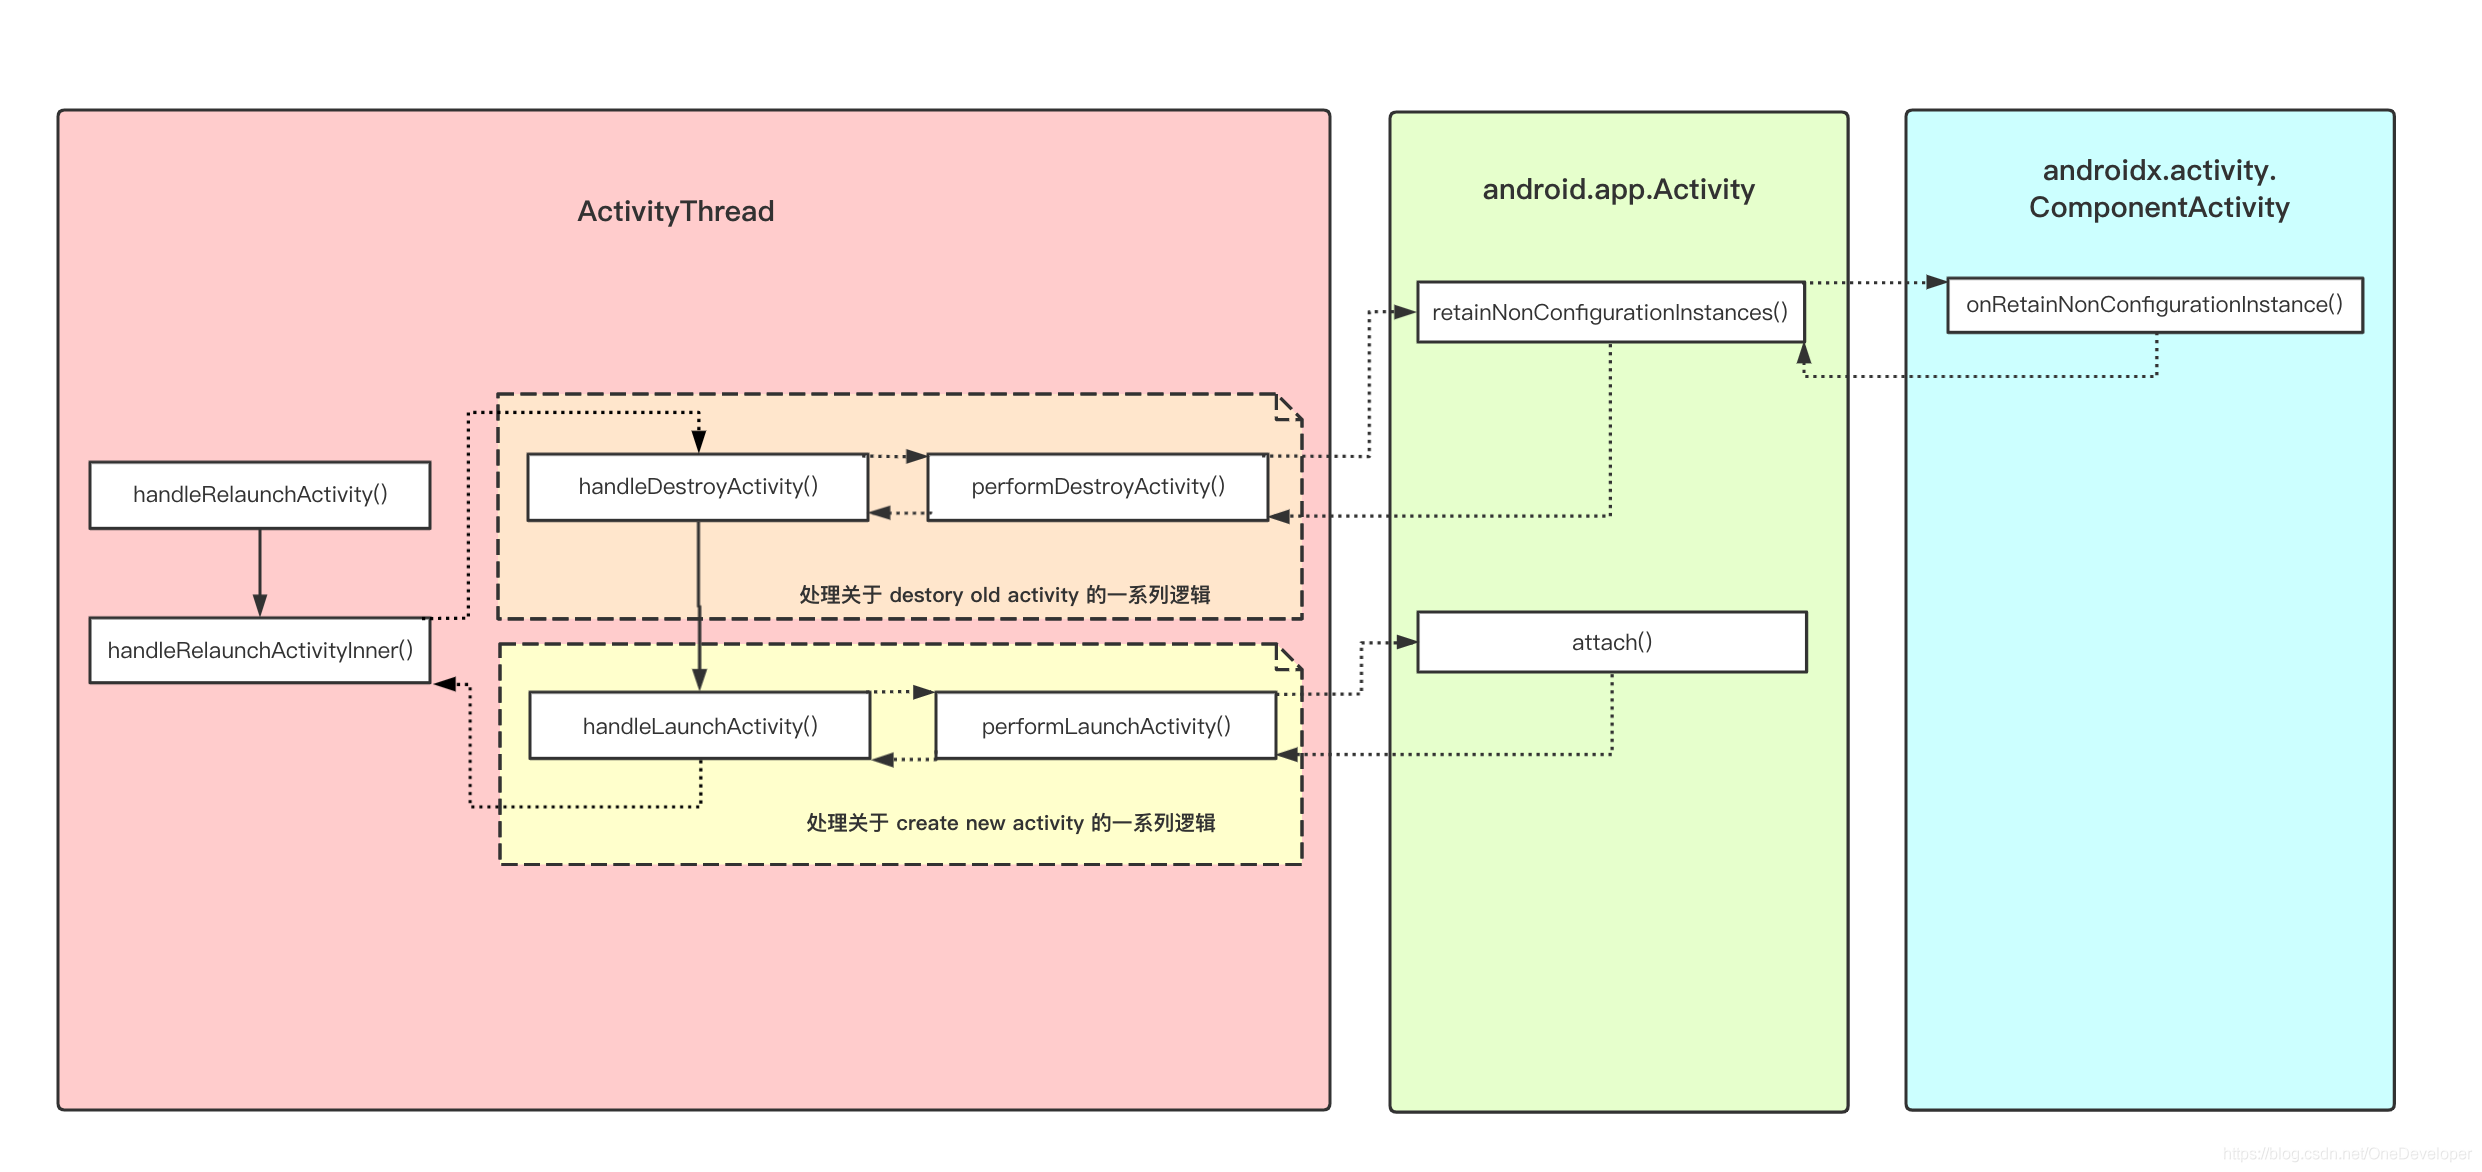 ActivityThread
android.app.Activity
androidx.activity.
ComponentActivity
retainNonConfigurationInstances()
onRetainNonConfigurationInstance()
handleRelaunchActivity()
handleDestroyActivity()
performDestroyActivity()
处理关于 destory old activity 的一系列逻辑
handleRelaunchActivityInner()
attach()
handleLaunchActivity()
performLaunchActivity()
处理关于 create new activity 的一系列逻辑
https://blog.csdn.net/OneDeveloper